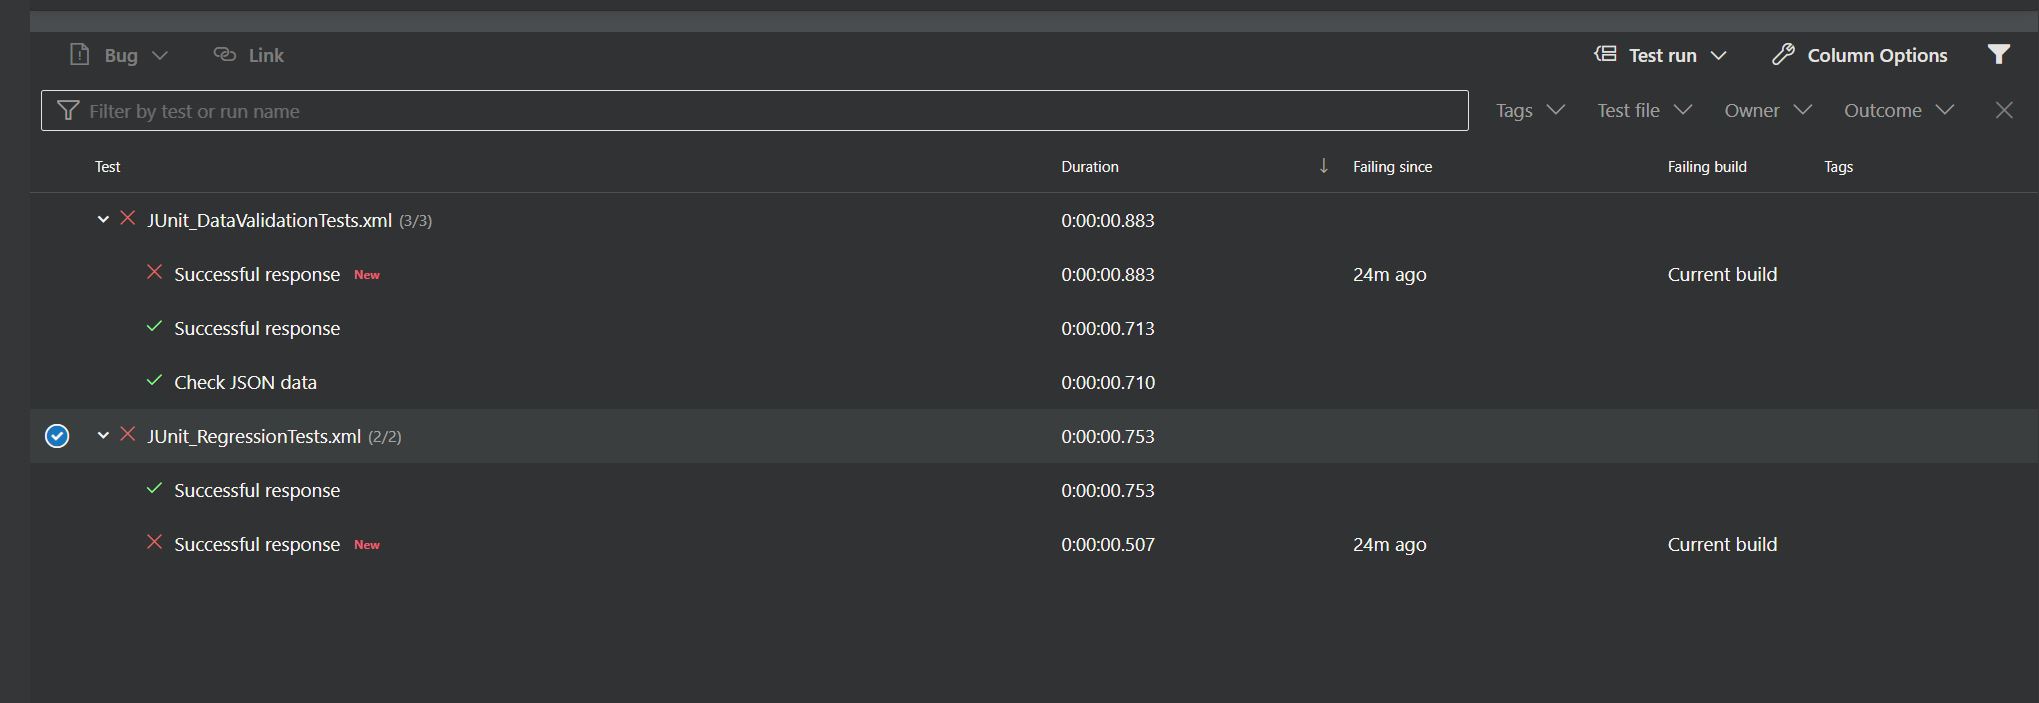 Bug Link Test run Column Options
Filter by test or run name Tags Test file Owner Outcome
Test Duration Failing since Failing build Tags
JUnit_DataValidationTests.xml (3/3) 0:00:00.883
Successful response New 0:00:00.883 24m ago Current build
Successful response 0:00:00.713
Check JSON data 0:00:00.710
JUnit_RegressionTests.xml (2/2) 0:00:00.753
Successful response 0:00:00.753
Successful response New 0:00:00.507 24m ago Current build